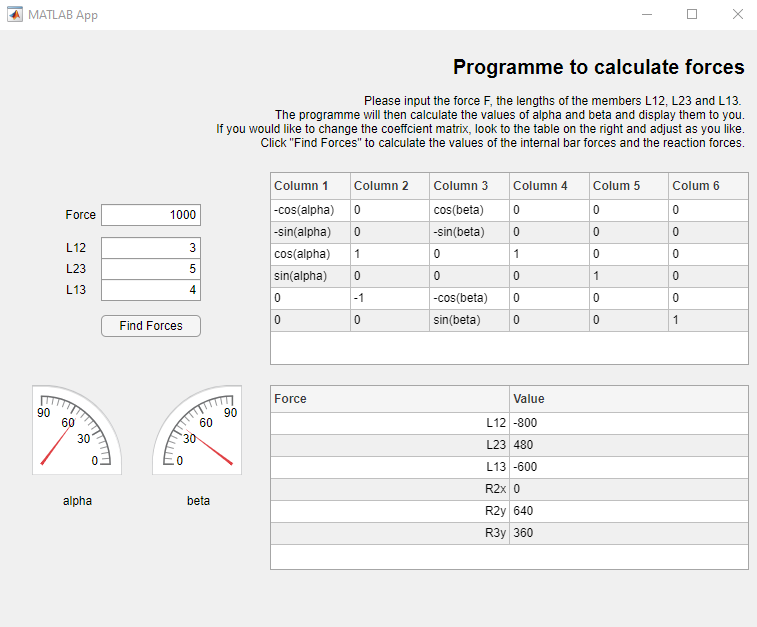 MATLAB App
Programme to calculate forces
Please input the force F, the lengths of the members L12, L23 and L13.
The programme will then calculate the values of alpha and beta and display them to you.
If you would like to change the coeffcient matrix, look to the table on the right and adjust as you like.
Click "Find Forces" to calculate the values of the internal bar forces and the reaction forces.
Force 1000
L12 3
L23 5
L13 4
Find Forces
Column 1 Column 2 Column 3 Column 4 Colum 5 Colum 6
-cos(alpha) 0 cos(beta) 0 0 0
-sin(alpha) 0 -sin(beta) 0 0 0
cos(alpha) 1 0 1 0 0
sin(alpha) 0 0 0 1 0
0 -1 -cos(beta) 0 0 0
0 0 sin(beta) 0 0 1
90 60 30 0
alpha
0 30 60 90
beta
Force Value
L12 -800
L23 480
L13 -600
R2x 0
R2y 640
R3y 360